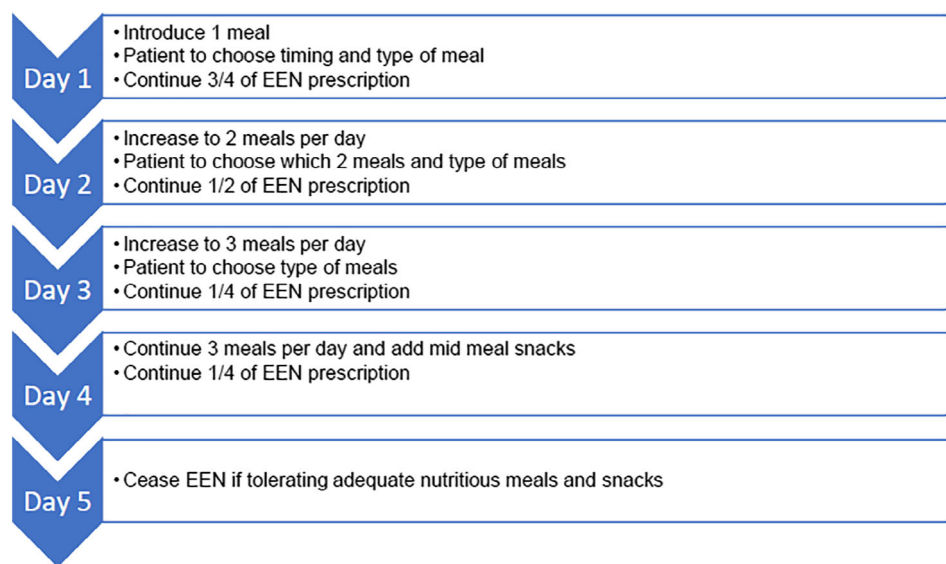 Day 1
• Introduce 1 meal
• Patient to choose timing and type of meal
• Continue 3/4 of EEN prescription
Day 2
• Increase to 2 meals per day
• Patient to choose which 2 meals and type of meals
• Continue 1/2 of EEN prescription
Day 3
• Increase to 3 meals per day
• Patient to choose type of meals
• Continue 1/4 of EEN prescription
Day 4
• Continue 3 meals per day and add mid meal snacks
• Continue 1/4 of EEN prescription
Day 5
• Cease EEN if tolerating adequate nutritious meals and snacks